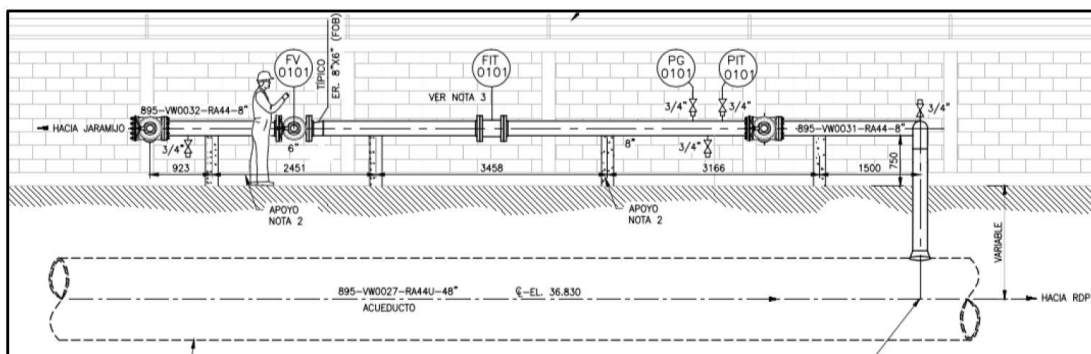 FV
0101
TÍPICO
ER. 8"X6" (FOB)
FIT
0101
PG
0101
PIT
0101
VER NOTA 3
3/4"
3/4"
3/4"
895-VW0032-RA44-8"
HACIA JARAMIJO
895-VW0031-RA44-8"
3/4"
6"
8"
3/4"
923
2451
3458
3166
1500
750
APOYO
NOTA 2
APOYO
NOTA 2
VARIABLE
895-VW0027-RA44U-48"
ACUEDUCTO
℄-EL. 36.830
HACIA RDP